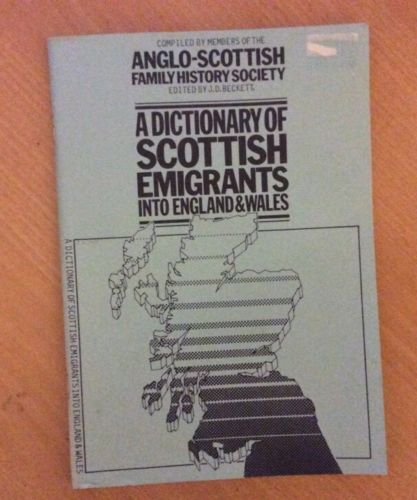 COMPILED BY MEMBERS OF THE
ANGLO-SCOTTISH
FAMILY HISTORY SOCIETY
EDITED BY J.D. BECKETT.
A DICTIONARY OF
SCOTTISH
EMIGRANTS
INTO ENGLAND & WALES
A DICTIONARY OF SCOTTISH EMIGRANTS INTO ENGLAND & WALES